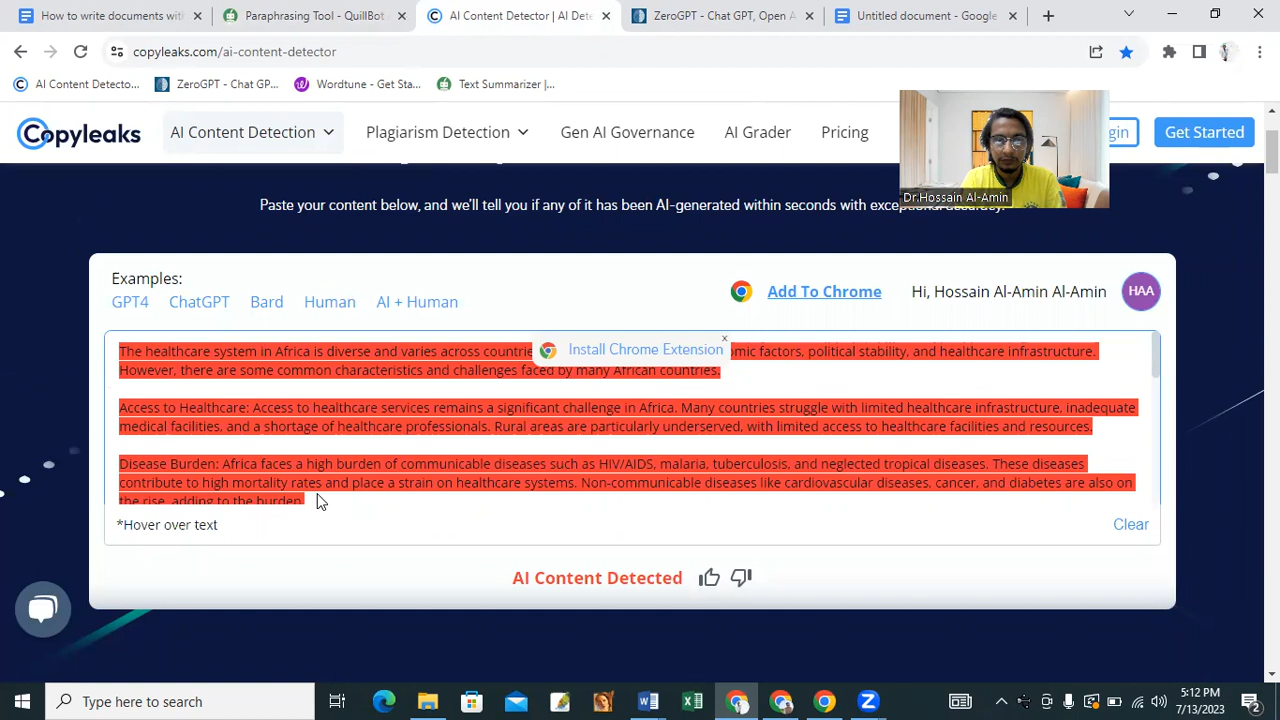 How to write documents with
Paraphrasing Tool - QuillBot A
AI Content Detector | AI Dete
ZeroGPT - Chat GPT, Open A
Untitled document - Google
copyleaks.com/ai-content-detector
AI Content Detecto...
ZeroGPT - Chat GP...
Wordtune - Get Sta...
Text Summarizer |...
Copyleaks
AI Content Detection
Plagiarism Detection
Gen AI Governance
AI Grader
Pricing
gin
Get Started
Dr.Hossain Al-Amin
Paste your content below, and we'll tell you if any of it has been AI-generated within seconds with exceptional accuracy.
Examples:
GPT4 ChatGPT Bard Human AI + Human
Add To Chrome
Hi, Hossain Al-Amin Al-Amin
HAA
Install Chrome Extension
x
The healthcare system in Africa is diverse and varies across countrie omic factors, political stability, and healthcare infrastructure.
However, there are some common characteristics and challenges faced by many African countries.
Access to Healthcare: Access to healthcare services remains a significant challenge in Africa. Many countries struggle with limited healthcare infrastructure, inadequate
medical facilities, and a shortage of healthcare professionals. Rural areas are particularly underserved, with limited access to healthcare facilities and resources.
Disease Burden: Africa faces a high burden of communicable diseases such as HIV/AIDS, malaria, tuberculosis, and neglected tropical diseases. These diseases
contribute to high mortality rates and place a strain on healthcare systems. Non-communicable diseases like cardiovascular diseases, cancer, and diabetes are also on
the rise, adding to the burden.
*Hover over text
Clear
AI Content Detected
Type here to search
5:12 PM
7/13/2023
2